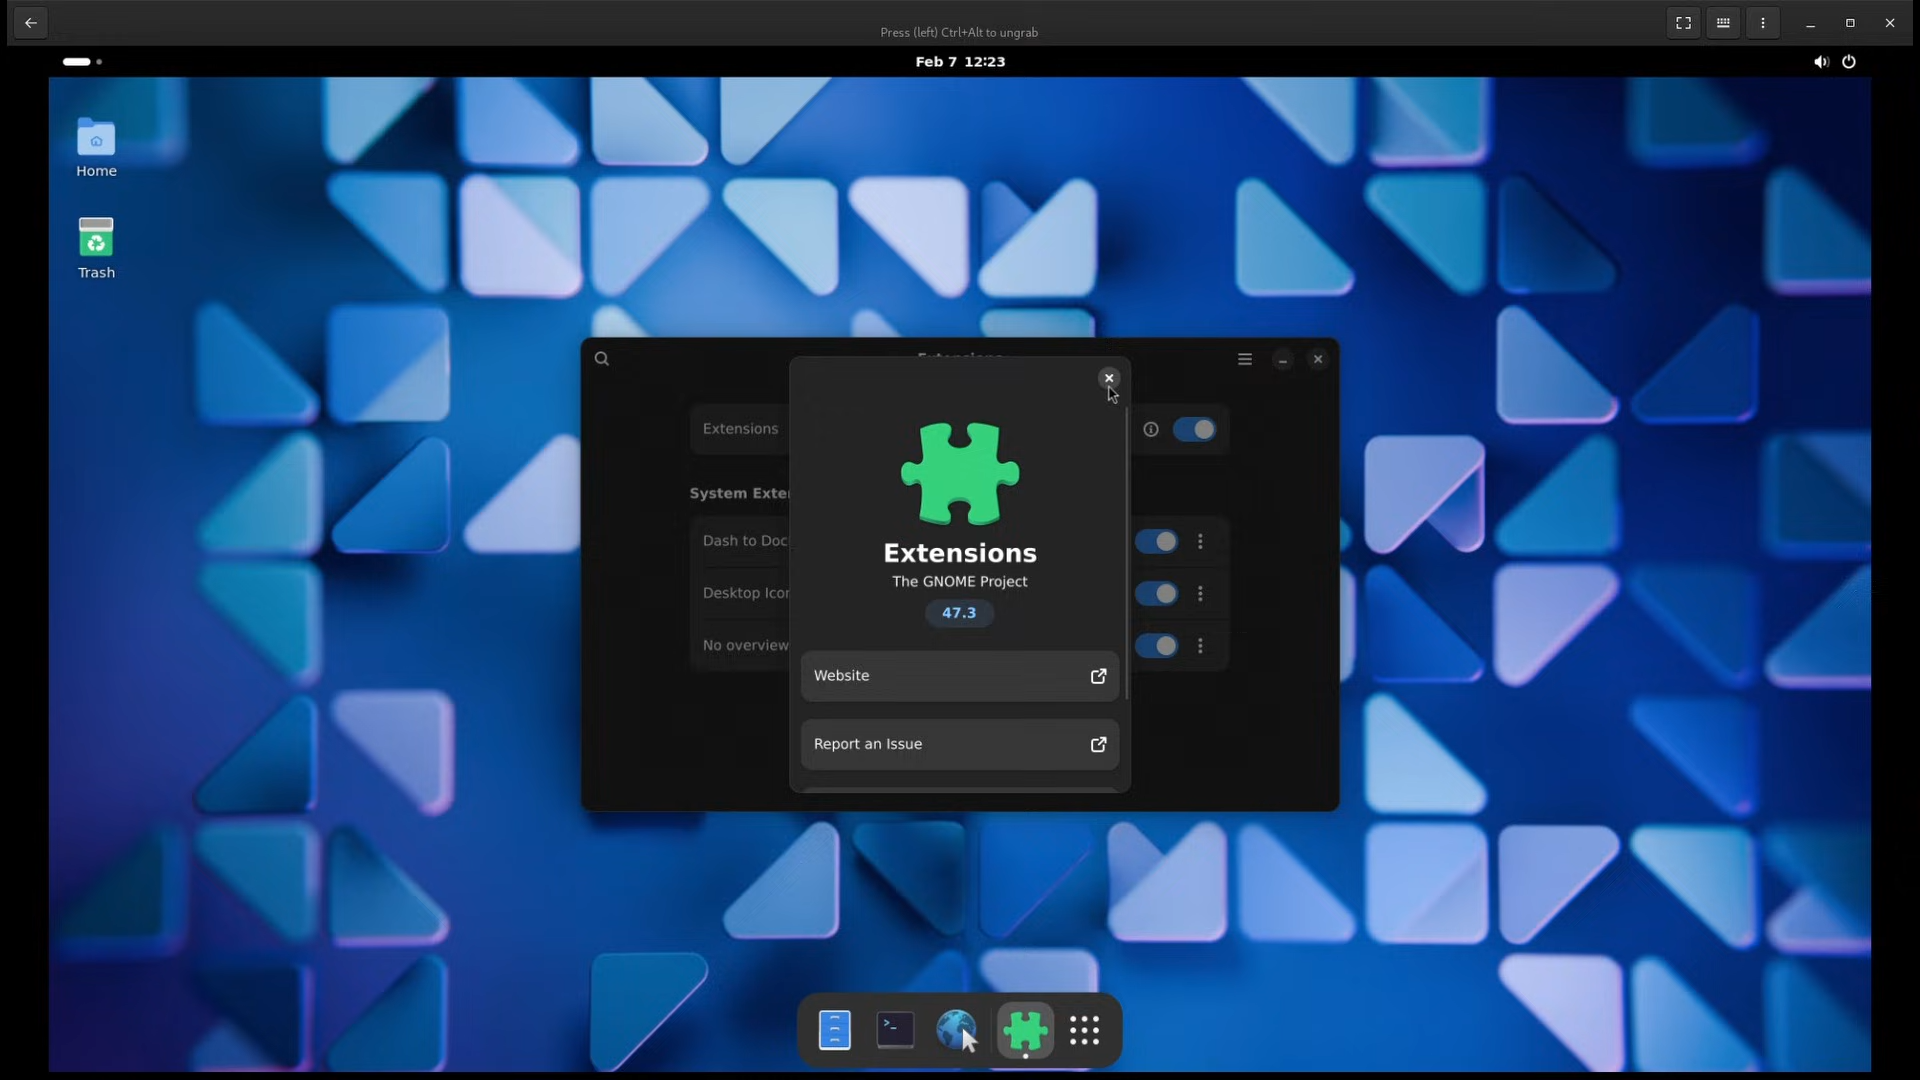 Press (left) Ctrl+Alt to ungrab
Feb 7 12:23
Home
Trash
Extensions
System Exte
Dash to Doc
Desktop Icor
No overview
Extensions
The GNOME Project
47.3
Website
Report an Issue